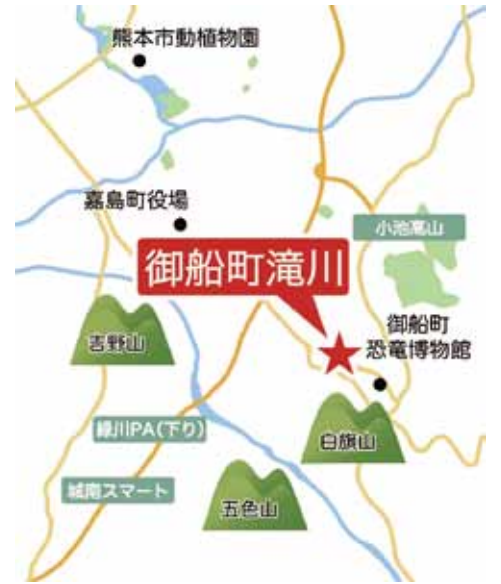 熊本市動植物園
嘉島町役場
小池高山
御船町滝川
御船町
恐竜博物館
吉野山
白旗山
緑川PA(下り)
城南スマート
五色山